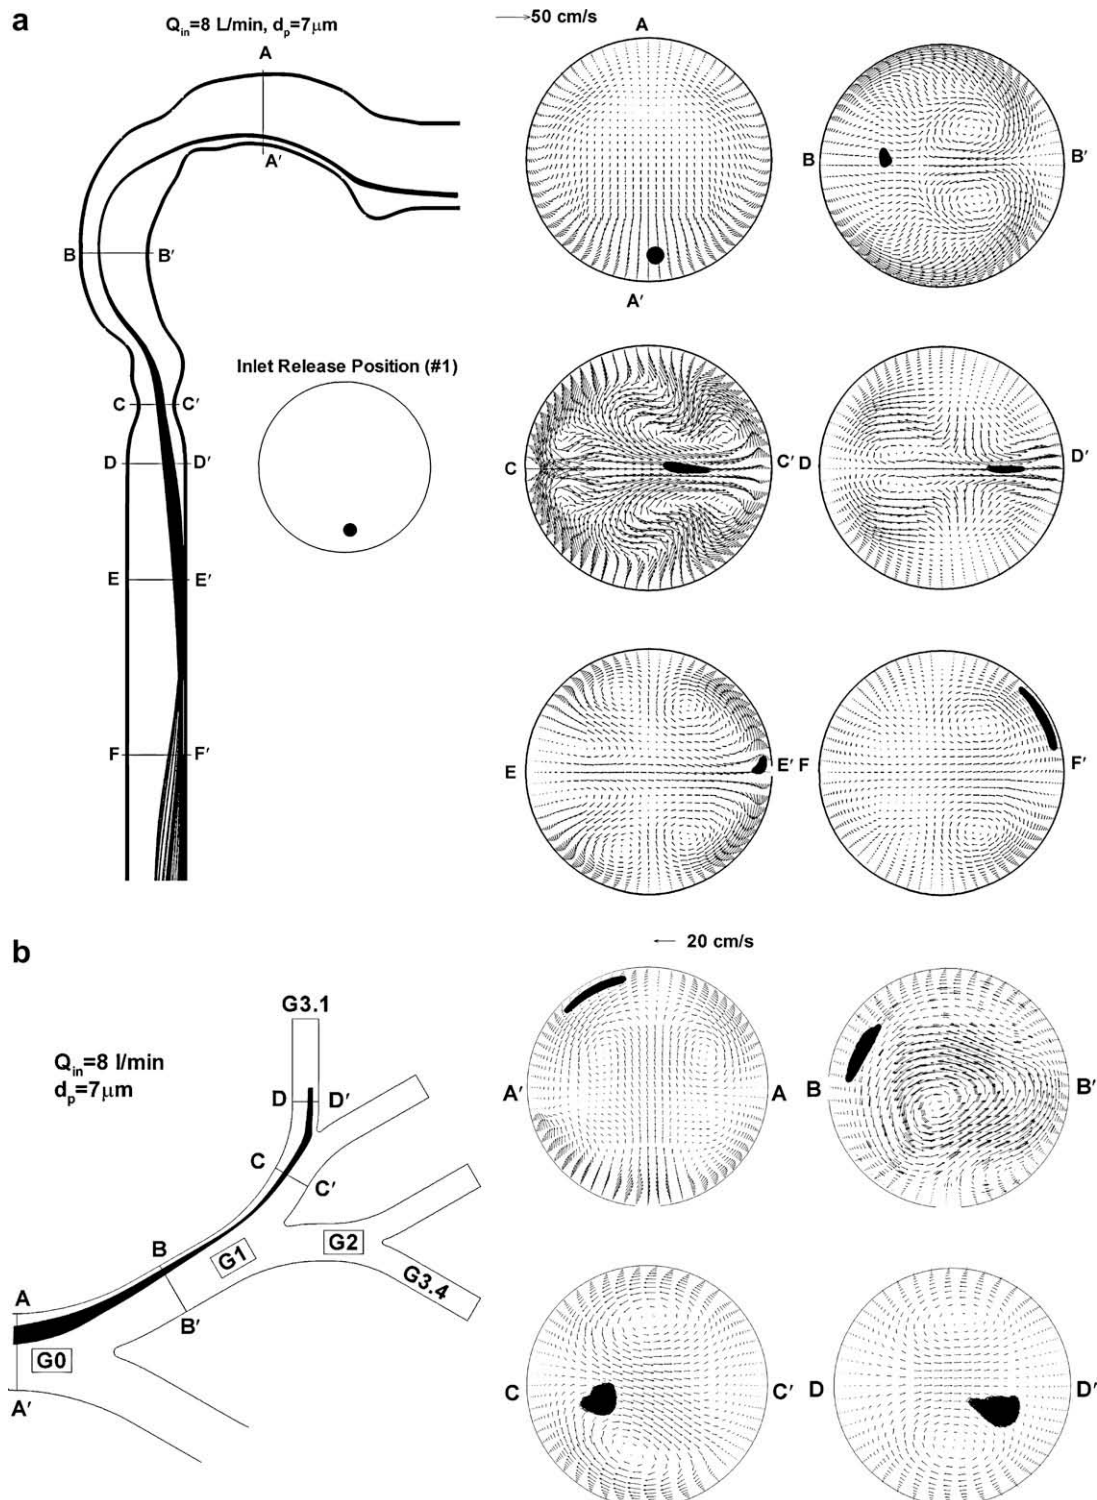 a
Q_in=8 L/min, d_p=7μm
A
A'
B
B'
C
C'
D
D'
E
E'
F
F'
Inlet Release Position (#1)
50 cm/s
A
A'
B
B'
C
C'
D
D'
E
E'
F
F'
b
Q_in=8 l/min
d_p=7μm
G3.1
D
D'
C
C'
B
G1
G2
G3.4
B'
A
G0
A'
20 cm/s
A'
A
B
B'
C
C'
D
D'